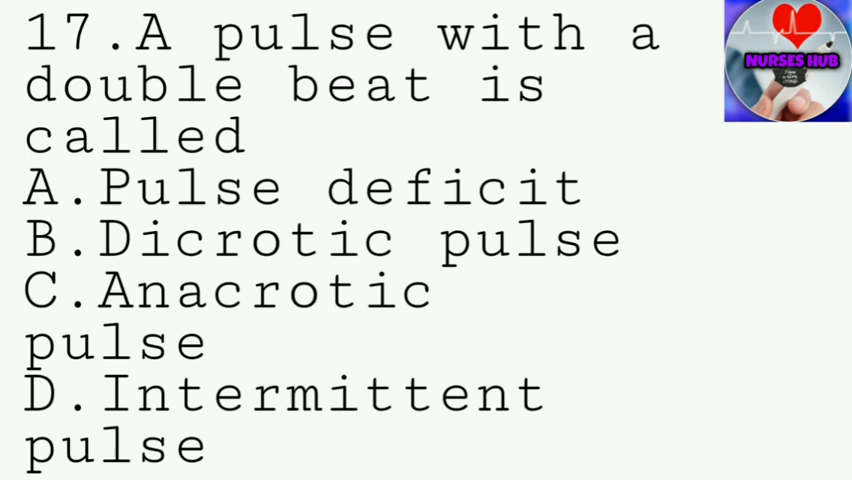 17.A pulse with a
double beat is
called
A.Pulse deficit
B.Dicrotic pulse
C.Anacrotic
pulse
D.Intermittent
pulse
NURSES HUB